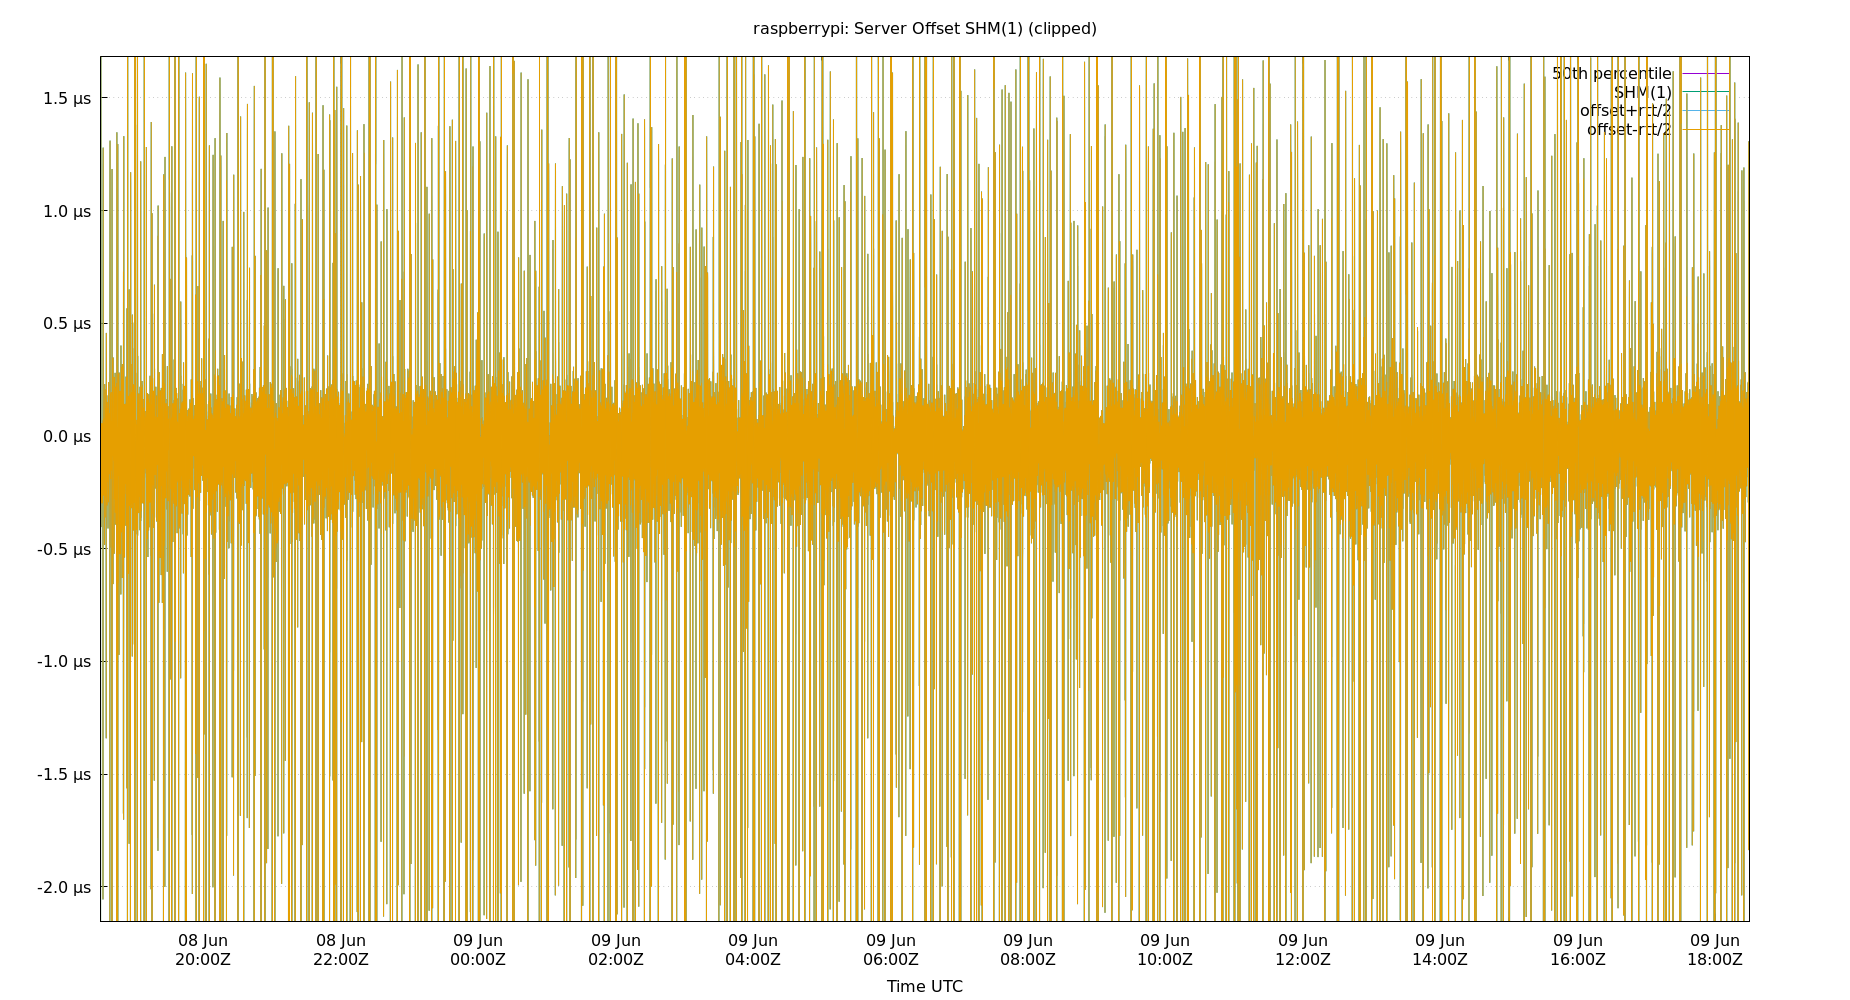 raspberrypi: Server Offset SHM(1) (clipped)
50th percentile
SHM(1)
offset+rtt/2
offset-rtt/2
1.5 µs
1.0 µs
0.5 µs
0.0 µs
-0.5 µs
-1.0 µs
-1.5 µs
-2.0 µs
08 Jun 08 Jun 09 Jun 09 Jun 09 Jun 09 Jun 09 Jun 09 Jun 09 Jun 09 Jun 09 Jun 09 Jun
20:00Z 22:00Z 00:00Z 02:00Z 04:00Z 06:00Z 08:00Z 10:00Z 12:00Z 14:00Z 16:00Z 18:00Z
Time UTC